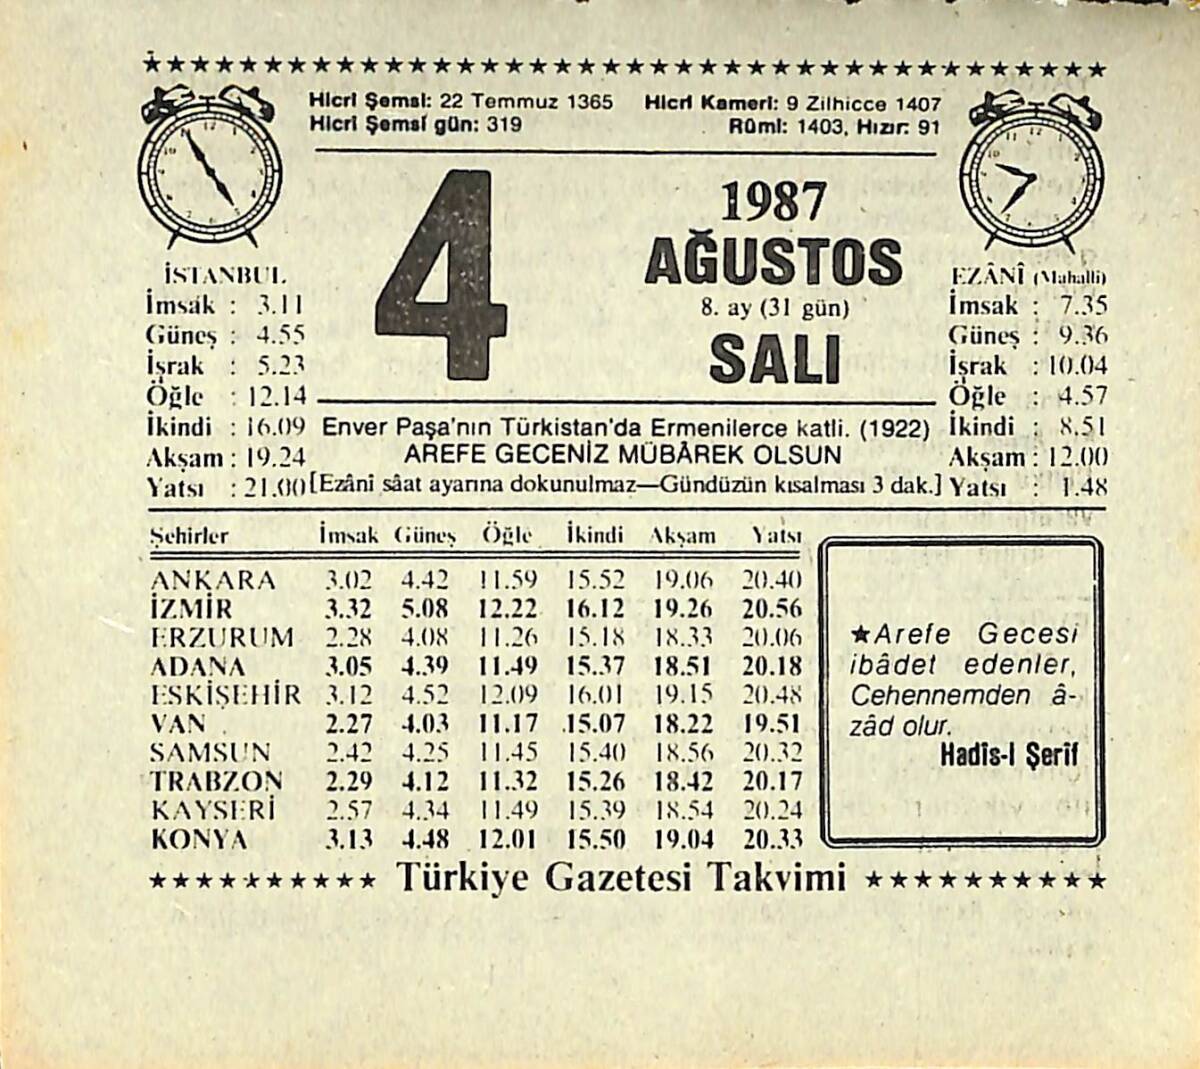 Hicrî Şemsî: 22 Temmuz 1365 Hicrî Kamerî: 9 Zilhicce 1407
Hicrî Şemsî gün: 319 Rûmî: 1403, Hızır: 91
4
1987
AĞUSTOS
8. ay (31 gün)
SALI
İSTANBUL
İmsak : 3.11
Güneş : 4.55
İşrak : 5.23
Öğle : 12.14
İkindi : 16.09
Akşam : 19.24
Yatsı : 21.00
EZÂNÎ (Mahallî)
İmsak : 7.35
Güneş : 9.36
İşrak : 10.04
Öğle : 4.57
İkindi : 8.51
Akşam : 12.00
Yatsı : 1.48
Enver Paşa'nın Türkistan'da Ermenilerce katli. (1922)
AREFE GECENİZ MÜBÂREK OLSUN
[Ezânî sâat ayarına dokunulmaz—Gündüzün kısalması 3 dak.]
Şehirler İmsak Güneş Öğle İkindi Akşam Yatsı
ANKARA 3.02 4.42 11.59 15.52 19.06 20.40
İZMİR 3.32 5.08 12.22 16.12 19.26 20.56
ERZURUM 2.28 4.08 11.26 15.18 18.33 20.06
ADANA 3.05 4.39 11.49 15.37 18.51 20.18
ESKİŞEHİR 3.12 4.52 12.09 16.01 19.15 20.48
VAN 2.27 4.03 11.17 15.07 18.22 19.51
SAMSUN 2.42 4.25 11.45 15.40 18.56 20.32
TRABZON 2.29 4.12 11.32 15.26 18.42 20.17
KAYSERİ 2.57 4.34 11.49 15.39 18.54 20.24
KONYA 3.13 4.48 12.01 15.50 19.04 20.33
★Arefe Gecesi
ibâdet edenler,
Cehennemden â-
zâd olur.
Hadîs-i Şerîf
Türkiye Gazetesi Takvimi